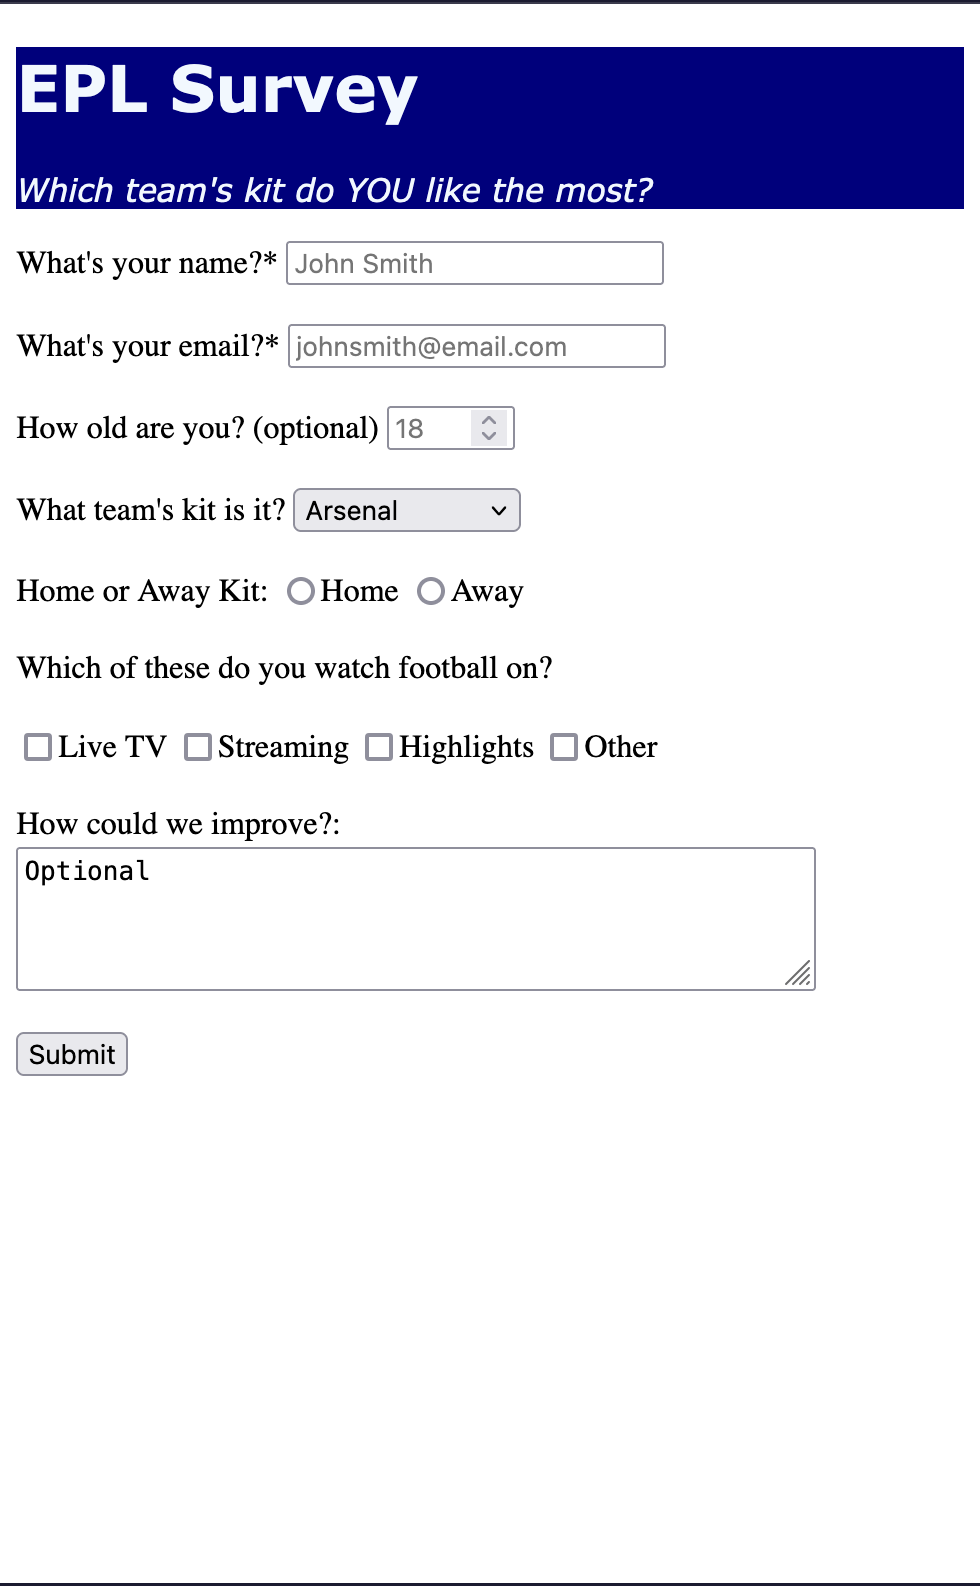 EPL Survey
Which team's kit do YOU like the most?
What's your name?* John Smith
What's your email?* johnsmith@email.com
How old are you? (optional) 18
What team's kit is it? Arsenal
Home or Away Kit: Home Away
Which of these do you watch football on?
Live TV Streaming Highlights Other
How could we improve?:
Optional
Submit